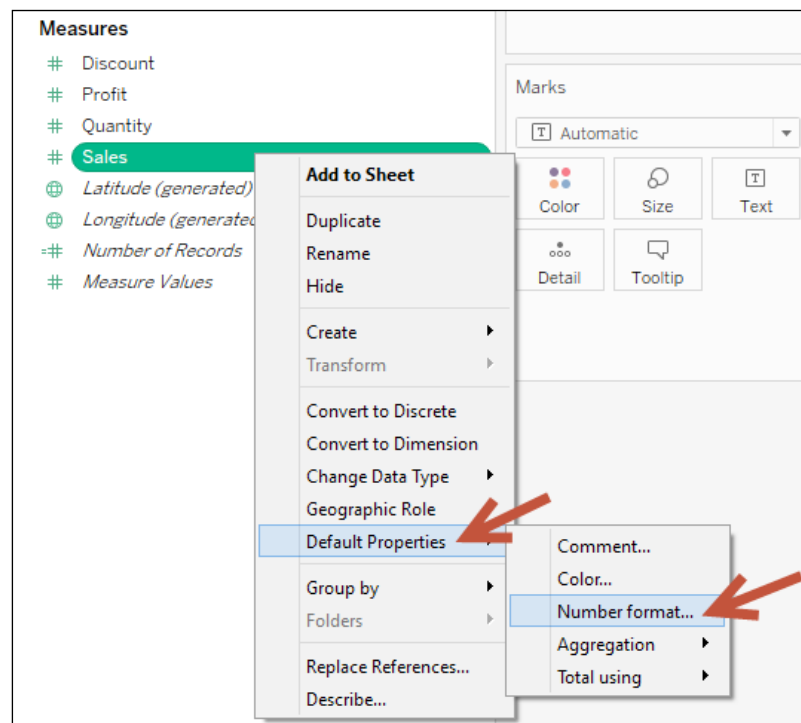 Measures
Discount
Profit
Quantity
Sales
Latitude (generated)
Longitude (generated
Number of Records
Measure Values
Add to Sheet
Duplicate
Rename
Hide
Create
Transform
Convert to Discrete
Convert to Dimension
Change Data Type
Geographic Role
Default Properties
Group by
Folders
Replace References...
Describe...
Comment...
Color...
Number format...
Aggregation
Total using
Marks
T Automatic
Color
Size
T
Text
Detail
Tooltip